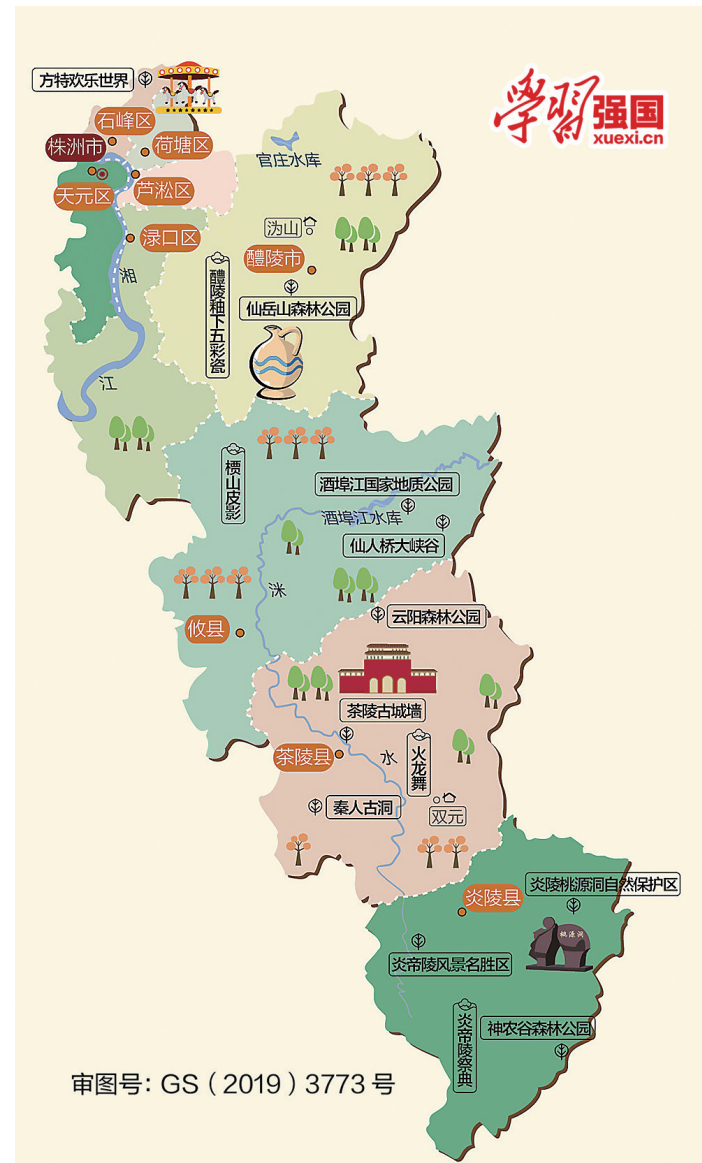 方特欢乐世界
學習强国
xuexi.cn
石峰区
株洲市
荷塘区
官庄水库
天元区
芦淞区
沩山
渌口区
醴陵市
湘
江
醴陵釉下五彩瓷
仙岳山森林公园
槚山皮影
酒埠江国家地质公园
酒埠江水库
仙人桥大峡谷
洣
攸县
云阳森林公园
茶陵古城墙
茶陵县
水
火龙舞
秦人古洞
双元
炎陵桃源洞自然保护区
炎陵县
桃源洞
炎帝陵风景名胜区
炎帝陵祭典
神农谷森林公园
审图号：GS（2019）3773号